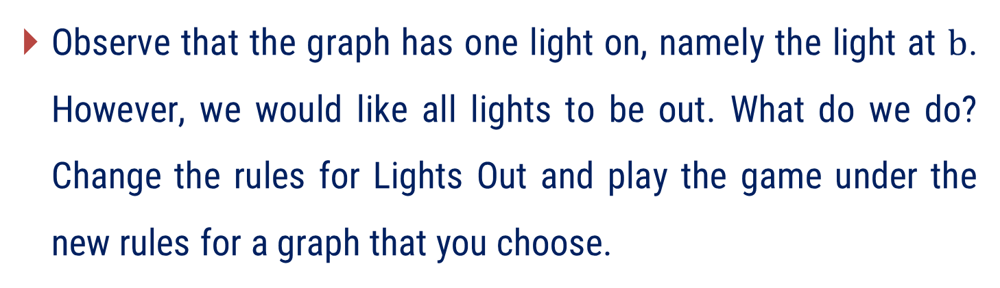 Observe that the graph has one light on, namely the light at b.
However, we would like all lights to be out. What do we do?
Change the rules for Lights Out and play the game under the
new rules for a graph that you choose.